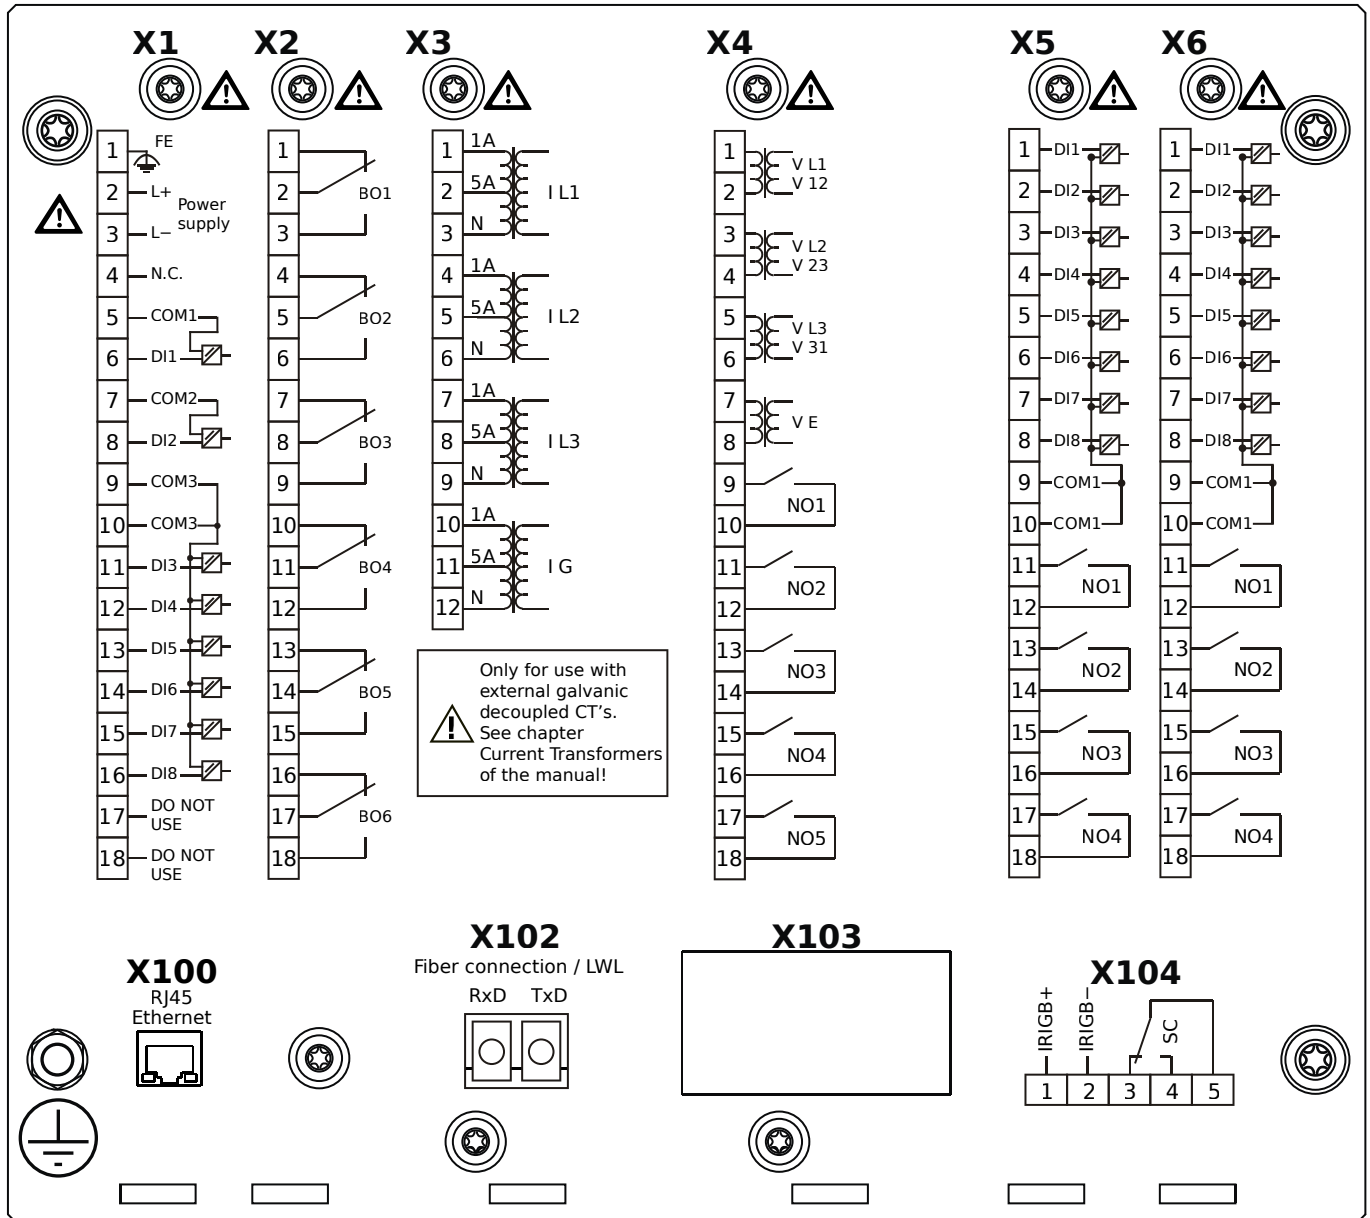 X1 X2 X3 X4 X5 X6
1 FE
2 L+
Power
supply
3 L−
4 N.C.
5 COM1
6 DI1
7 COM2
8 DI2
9 COM3
10 COM3
11 DI3
12 DI4
13 DI5
14 DI6
15 DI7
16 DI8
17 DO NOT
USE
18 DO NOT
USE
1
2 BO1
3
4
5 BO2
6
7
8 BO3
9
10
11 BO4
12
13
14 BO5
15
16
17 BO6
18
1 1A
2 5A I L1
3 N
4 1A
5 5A I L2
6 N
7 1A
8 5A I L3
9 N
10 1A
11 5A I G
12 N
Only for use with
external galvanic
decoupled CT's.
See chapter
Current Transformers
of the manual!
1 V L1
2 V 12
3 V L2
4 V 23
5 V L3
6 V 31
7
V E
8
9
NO1
10
11
NO2
12
13
NO3
14
15
NO4
16
17
NO5
18
1 DI1
2 DI2
3 DI3
4 DI4
5 DI5
6 DI6
7 DI7
8 DI8
9 COM1
10 COM1
11
NO1
12
13
NO2
14
15
NO3
16
17
NO4
18
1 DI1
2 DI2
3 DI3
4 DI4
5 DI5
6 DI6
7 DI7
8 DI8
9 COM1
10 COM1
11
NO1
12
13
NO2
14
15
NO3
16
17
NO4
18
X100
RJ45
Ethernet
X102
Fiber connection / LWL
RxD TxD
X103
X104
IRIGB+
IRIGB−
SC
1 2 3 4 5